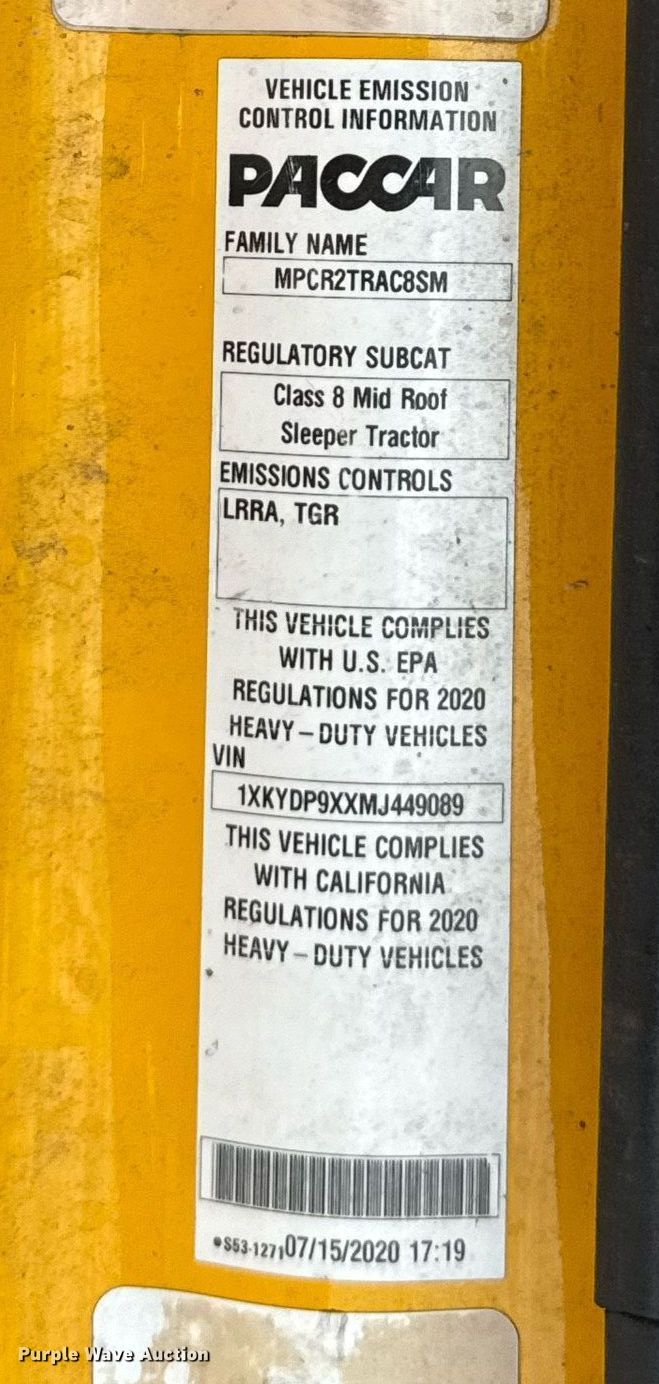 VEHICLE EMISSION
CONTROL INFORMATION
PACCAR
FAMILY NAME
MPCR2TRAC8SM
REGULATORY SUBCAT
Class 8 Mid Roof
Sleeper Tractor
EMISSIONS CONTROLS
LRRA, TGR
THIS VEHICLE COMPLIES
WITH U.S. EPA
REGULATIONS FOR 2020
HEAVY-DUTY VEHICLES
VIN
1XKYDP9XXMJ449089
THIS VEHICLE COMPLIES
WITH CALIFORNIA
REGULATIONS FOR 2020
HEAVY-DUTY VEHICLES
•S53-1271 07/15/2020 17:19
Purple Wave Auction